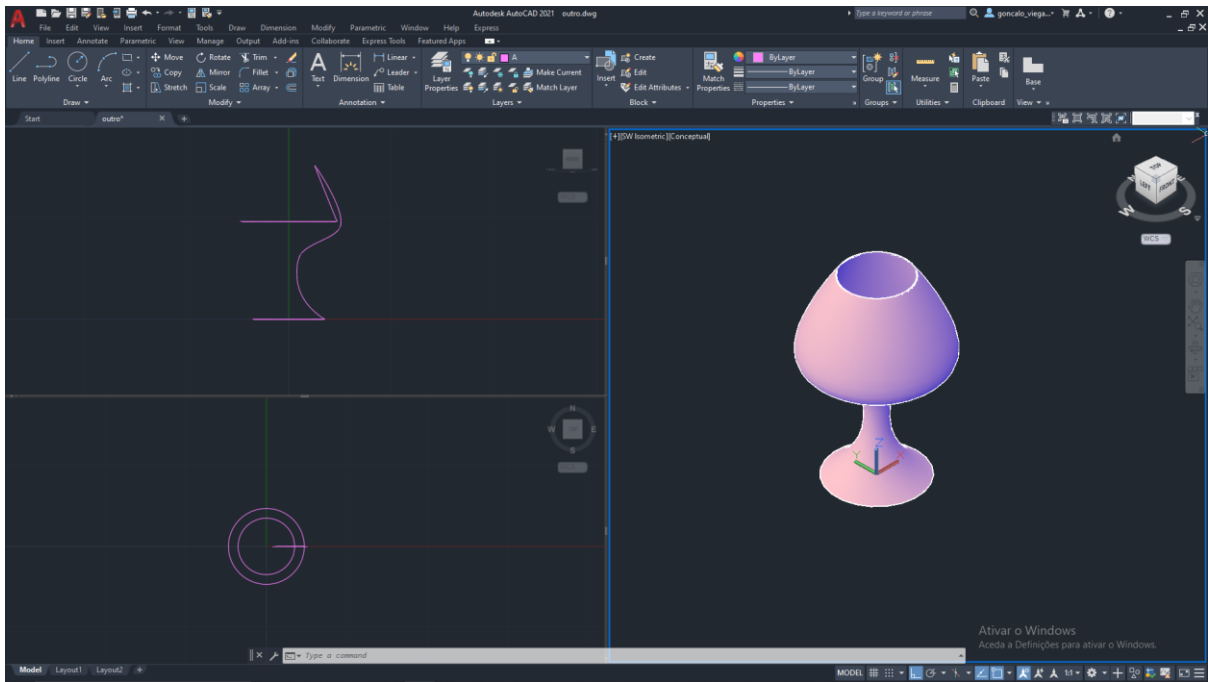 Autodesk AutoCAD 2021 outro.dwg
Type a keyword or phrase
goncalo_viega...
File Edit View Insert Format Tools Draw Dimension Modify Parametric Window Help Express
Home Insert Annotate Parametric View Manage Output Add-ins Collaborate Express Tools Featured Apps
Line Polyline Circle Arc
Move Rotate Trim
Copy Mirror Fillet
Stretch Scale Array
Text Dimension
Linear
Leader
Table
Layer Properties
A
Make Current
Match Layer
Insert
Create
Edit
Edit Attributes
Match Properties
ByLayer
ByLayer
ByLayer
Group
Measure
Paste
Base
Draw Modify Annotation Layers Block Properties Groups Utilities Clipboard View
Start outro*
[+][SW Isometric][Conceptual]
TOP
LEFT FRONT
W S E
WCS
Z
Y X
N
W E
S
Ativar o Windows
Aceda a Definições para ativar o Windows.
Type a command
Model Layout1 Layout2
MODEL 1:1